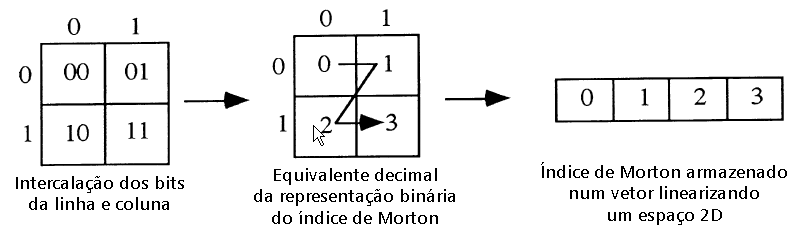 0 1
0 00 01
1 10 11
Intercalação dos bits
da linha e coluna
0 1
0 0 1
1 2 3
Equivalente decimal
da representação binária
do índice de Morton
0 1 2 3
Índice de Morton armazenado
num vetor linearizando
um espaço 2D